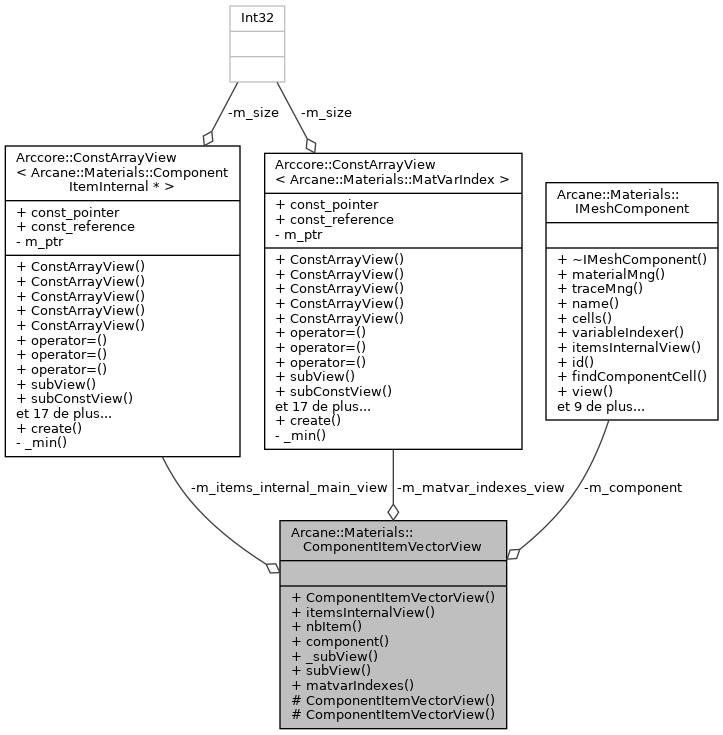 Int32
-m_size
-m_size
Arccore::ConstArrayView
< Arcane::Materials::Component
ItemInternal * >
+ const_pointer
+ const_reference
- m_ptr
+ ConstArrayView()
+ ConstArrayView()
+ ConstArrayView()
+ ConstArrayView()
+ ConstArrayView()
+ operator=()
+ operator=()
+ operator=()
+ subView()
+ subConstView()
et 17 de plus...
+ create()
- _min()
Arccore::ConstArrayView
< Arcane::Materials::MatVarIndex >
+ const_pointer
+ const_reference
- m_ptr
+ ConstArrayView()
+ ConstArrayView()
+ ConstArrayView()
+ ConstArrayView()
+ ConstArrayView()
+ operator=()
+ operator=()
+ operator=()
+ subView()
+ subConstView()
et 17 de plus...
+ create()
- _min()
Arcane::Materials::
IMeshComponent
+ ~IMeshComponent()
+ materialMng()
+ traceMng()
+ name()
+ cells()
+ variableIndexer()
+ itemsInternalView()
+ id()
+ findComponentCell()
+ view()
et 9 de plus...
-m_items_internal_main_view
-m_matvar_indexes_view
-m_component
Arcane::Materials::
ComponentItemVectorView
+ ComponentItemVectorView()
+ itemsInternalView()
+ nbItem()
+ component()
+ _subView()
+ subView()
+ matvarIndexes()
# ComponentItemVectorView()
# ComponentItemVectorView()